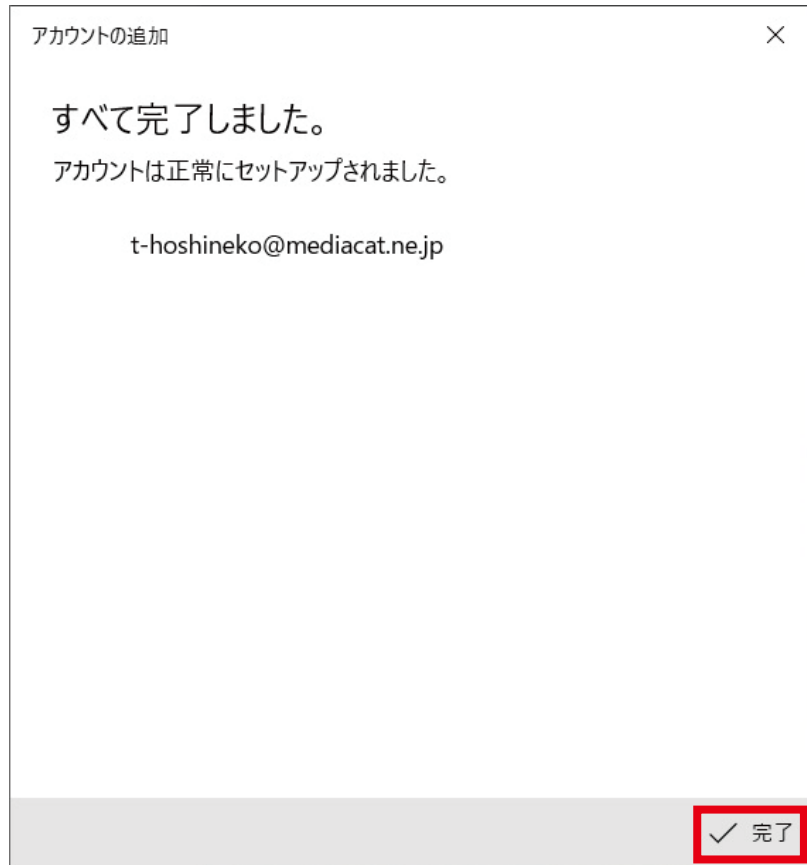 アカウントの追加
すべて完了しました。
アカウントは正常にセットアップされました。
t-hoshineko@mediacat.ne.jp
完了